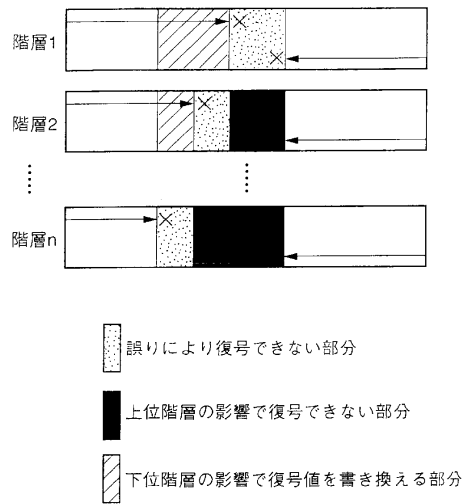 階層1
階層2
階層n
誤りにより復号できない部分
上位階層の影響で復号できない部分
下位階層の影響で復号値を書き換える部分